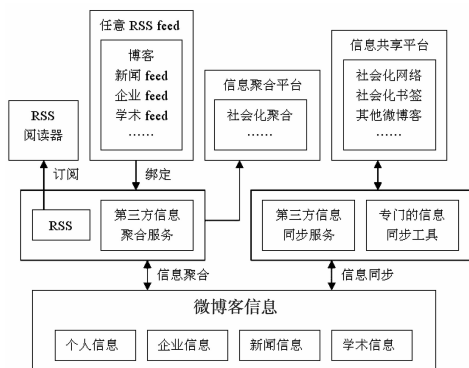 任意 RSS feed
博客
新闻 feed
企业 feed
学术 feed
……
信息共享平台
社会化网络
社会化书签
其他微博客
……
信息聚合平台
社会化聚合
……
RSS
阅读器
订阅
绑定
RSS
第三方信息
聚合服务
第三方信息
同步服务
专门的信息
同步工具
信息聚合
信息同步
微博客信息
个人信息
企业信息
新闻信息
学术信息